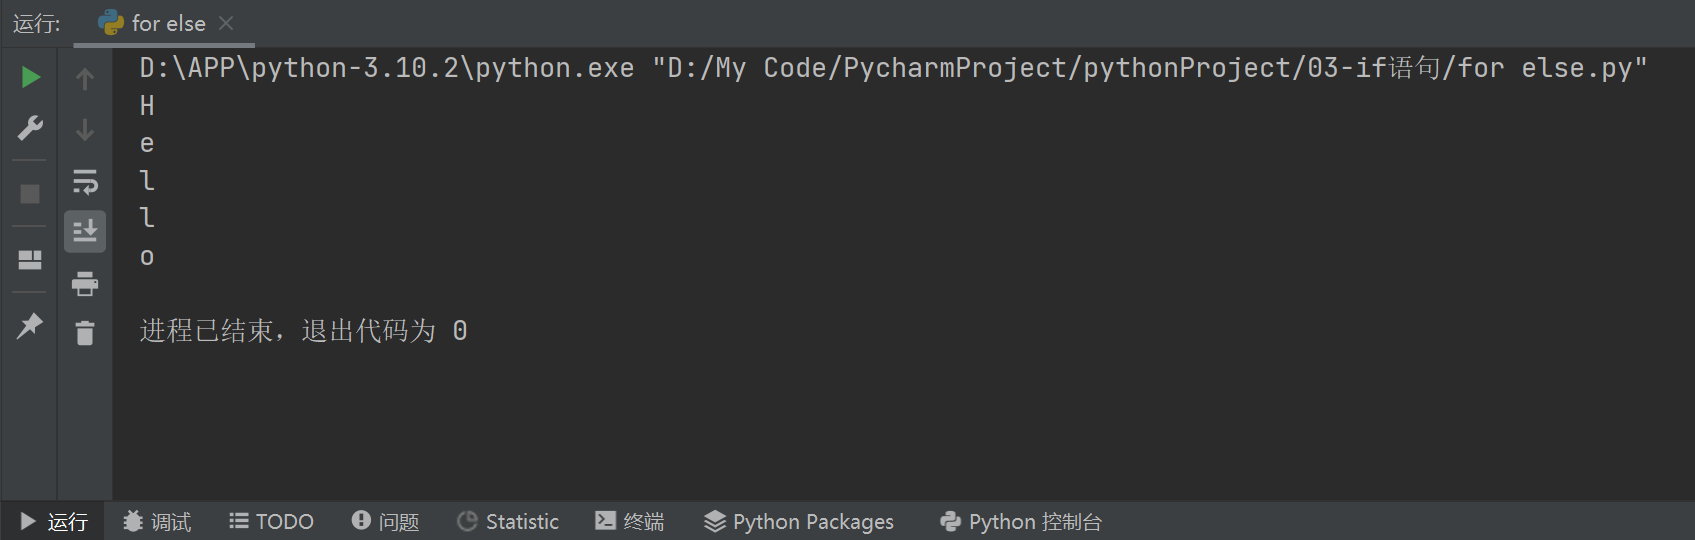 运行:
for else
D:\APP\python-3.10.2\python.exe "D:/My Code/PycharmProject/pythonProject/03-if语句/for else.py"
H
e
l
l
o
进程已结束，退出代码为 0
运行
调试
TODO
问题
Statistic
终端
Python Packages
Python 控制台